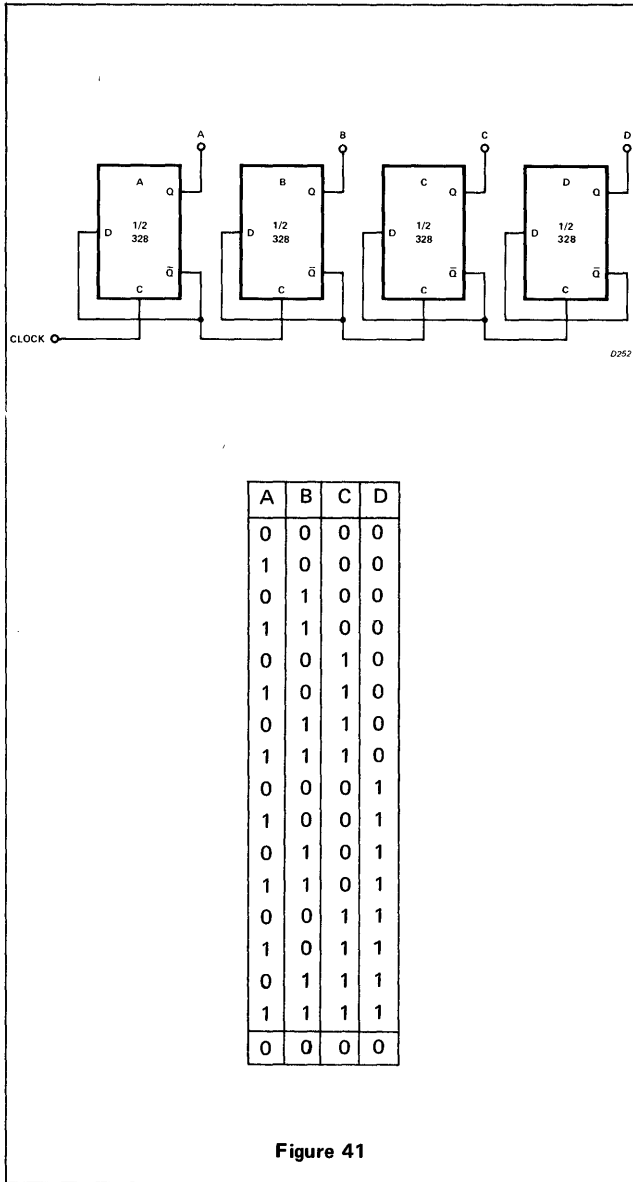 A B C D
A Q B Q C Q D Q
D 1/2 328 D 1/2 328 D 1/2 328 D 1/2 328
Q̄ Q̄ Q̄ Q̄
C C C C
CLOCK
D252
A B C D
0 0 0 0
1 0 0 0
0 1 0 0
1 1 0 0
0 0 1 0
1 0 1 0
0 1 1 0
1 1 1 0
0 0 0 1
1 0 0 1
0 1 0 1
1 1 0 1
0 0 1 1
1 0 1 1
0 1 1 1
1 1 1 1
0 0 0 0
Figure 41